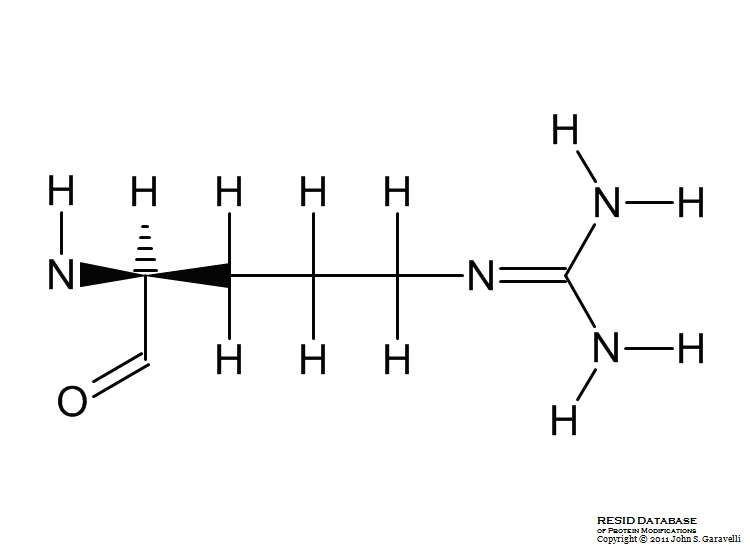 H
H H
H H H H H
N N
N H
H H H
O
H
RESID DATABASE
OF PROTEIN MODIFICATIONS
Copyright © 2011 John S. Garavelli